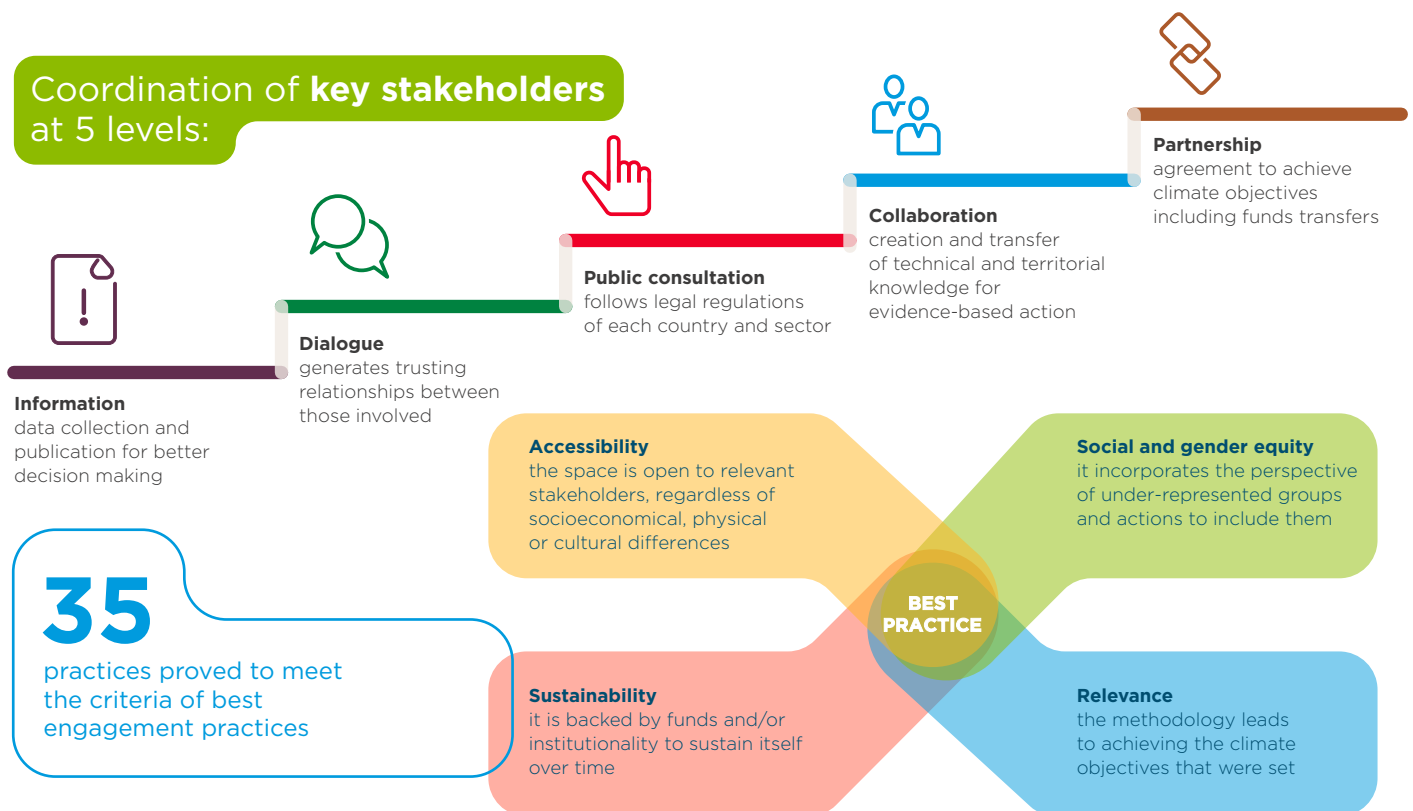 Coordination of key stakeholders
at 5 levels:
Information
data collection and
publication for better
decision making
Dialogue
generates trusting
relationships between
those involved
Public consultation
follows legal regulations
of each country and sector
Collaboration
creation and transfer
of technical and territorial
knowledge for
evidence-based action
Partnership
agreement to achieve
climate objectives
including funds transfers
35
practices proved to meet
the criteria of best
engagement practices
Accessibility
the space is open to relevant
stakeholders, regardless of
socioeconomical, physical
or cultural differences
Social and gender equity
it incorporates the perspective
of under-represented groups
and actions to include them
BEST
PRACTICE
Sustainability
it is backed by funds and/or
institutionality to sustain itself
over time
Relevance
the methodology leads
to achieving the climate
objectives that were set